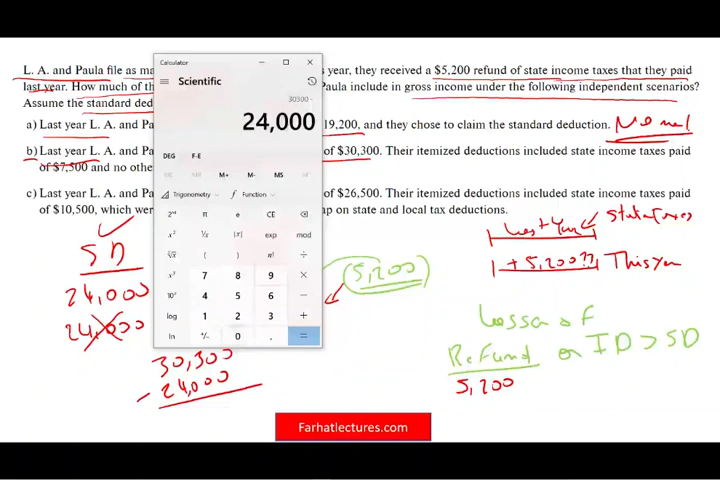 L. A. and Paula file as ma
s year, they received a $5,200 refund of state income taxes that they paid
last year. How much of th
Paula include in gross income under the following independent scenarios?
Assume the standard ded
a) Last year L. A. and Pa
19,200, and they chose to claim the standard deduction. None
b) Last year L. A. and Pa
of $30,300. Their itemized deductions included state income taxes paid
of $7,500 and no othe
c) Last year L. A. and Pa
of $26,500. Their itemized deductions included state income taxes paid
of $10,500, which wer
ap on state and local tax deductions.
Calculator
Scientific
30300 -
24,000
DEG F-E
MC MR M+ M- MS
Trigonometry Function
2ⁿᵈ π e CE
x² ¹/x |x| exp mod
²√x ( ) n! ÷
xʸ 7 8 9 ×
10ˣ 4 5 6 −
log 1 2 3 +
ln +/- 0 . =
SD
24,000
24,000
30,300
- 24,000
(5,200)
Last Year State Taxes
+ 5,200?? This Year
Lesser of
Refund or ID > SD
5,200
Farhatlectures.com